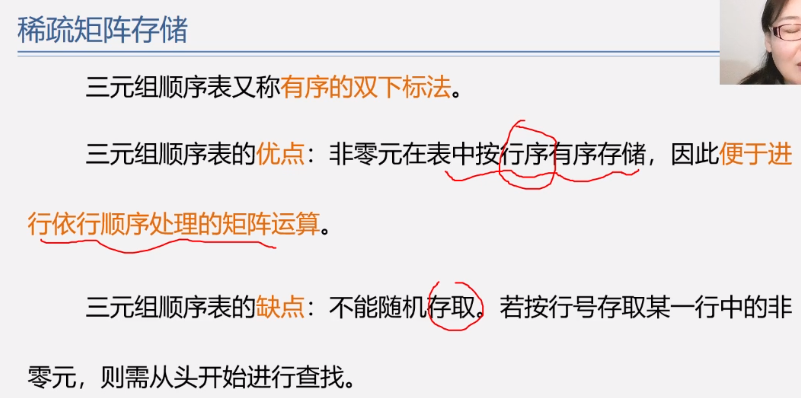 稀疏矩阵存储
三元组顺序表又称有序的双下标法。
三元组顺序表的优点：非零元在表中按行序有序存储，因此便于进
行依行顺序处理的矩阵运算。
三元组顺序表的缺点：不能随机存取。若按行号存取某一行中的非
零元，则需从头开始进行查找。